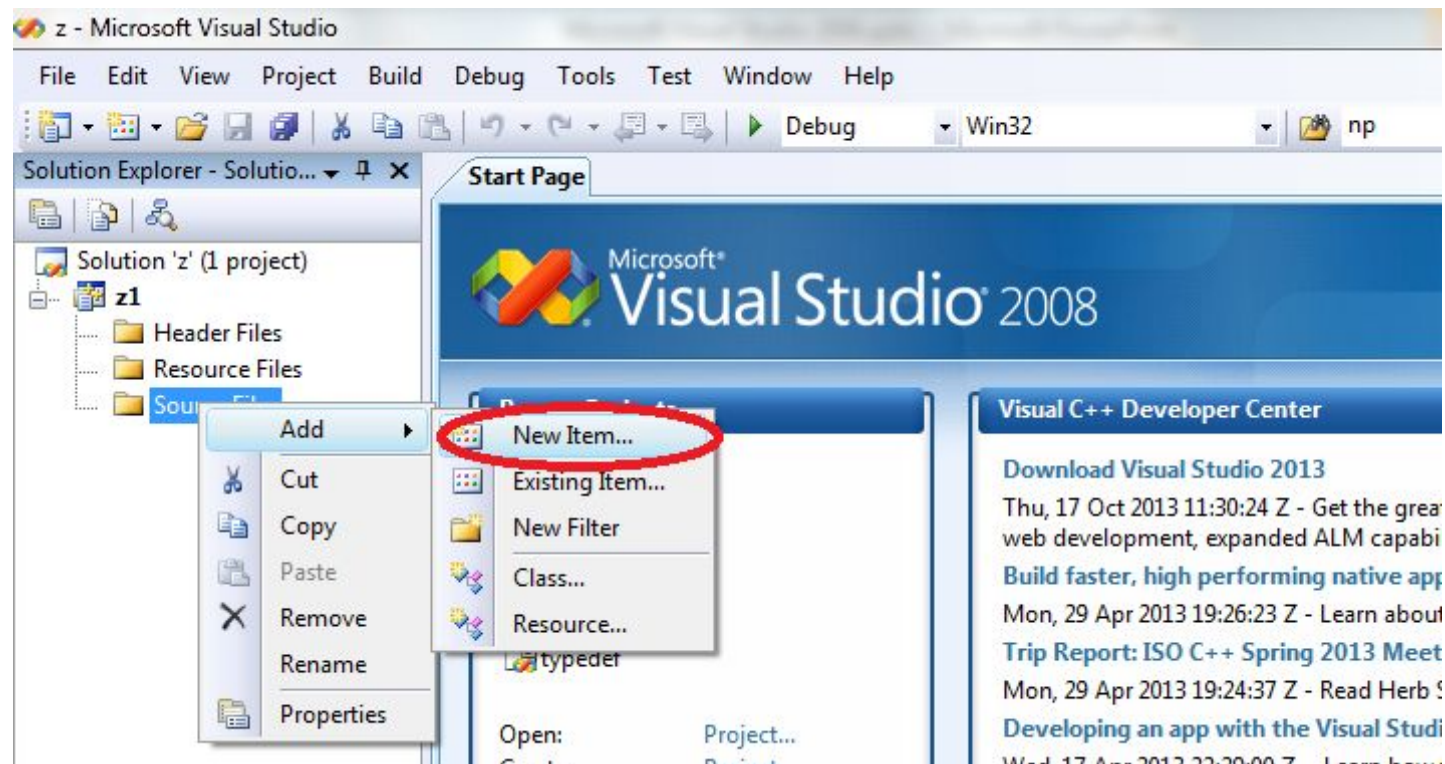 z - Microsoft Visual Studio
File Edit View Project Build Debug Tools Test Window Help
Debug Win32 np
Solution Explorer - Solutio...
Start Page
Solution 'z' (1 project)
z1
Header Files
Resource Files
Microsoft
Visual Studio 2008
Add
Cut
Copy
Paste
Remove
Rename
Properties
New Item...
Existing Item...
New Filter
Class...
Resource...
typedef
Open: Project...
Visual C++ Developer Center
Download Visual Studio 2013
Thu, 17 Oct 2013 11:30:24 Z - Get the grea
web development, expanded ALM capabi
Build faster, high performing native app
Mon, 29 Apr 2013 19:26:23 Z - Learn about
Trip Report: ISO C++ Spring 2013 Meet
Mon, 29 Apr 2013 19:24:37 Z - Read Herb
Developing an app with the Visual Studi